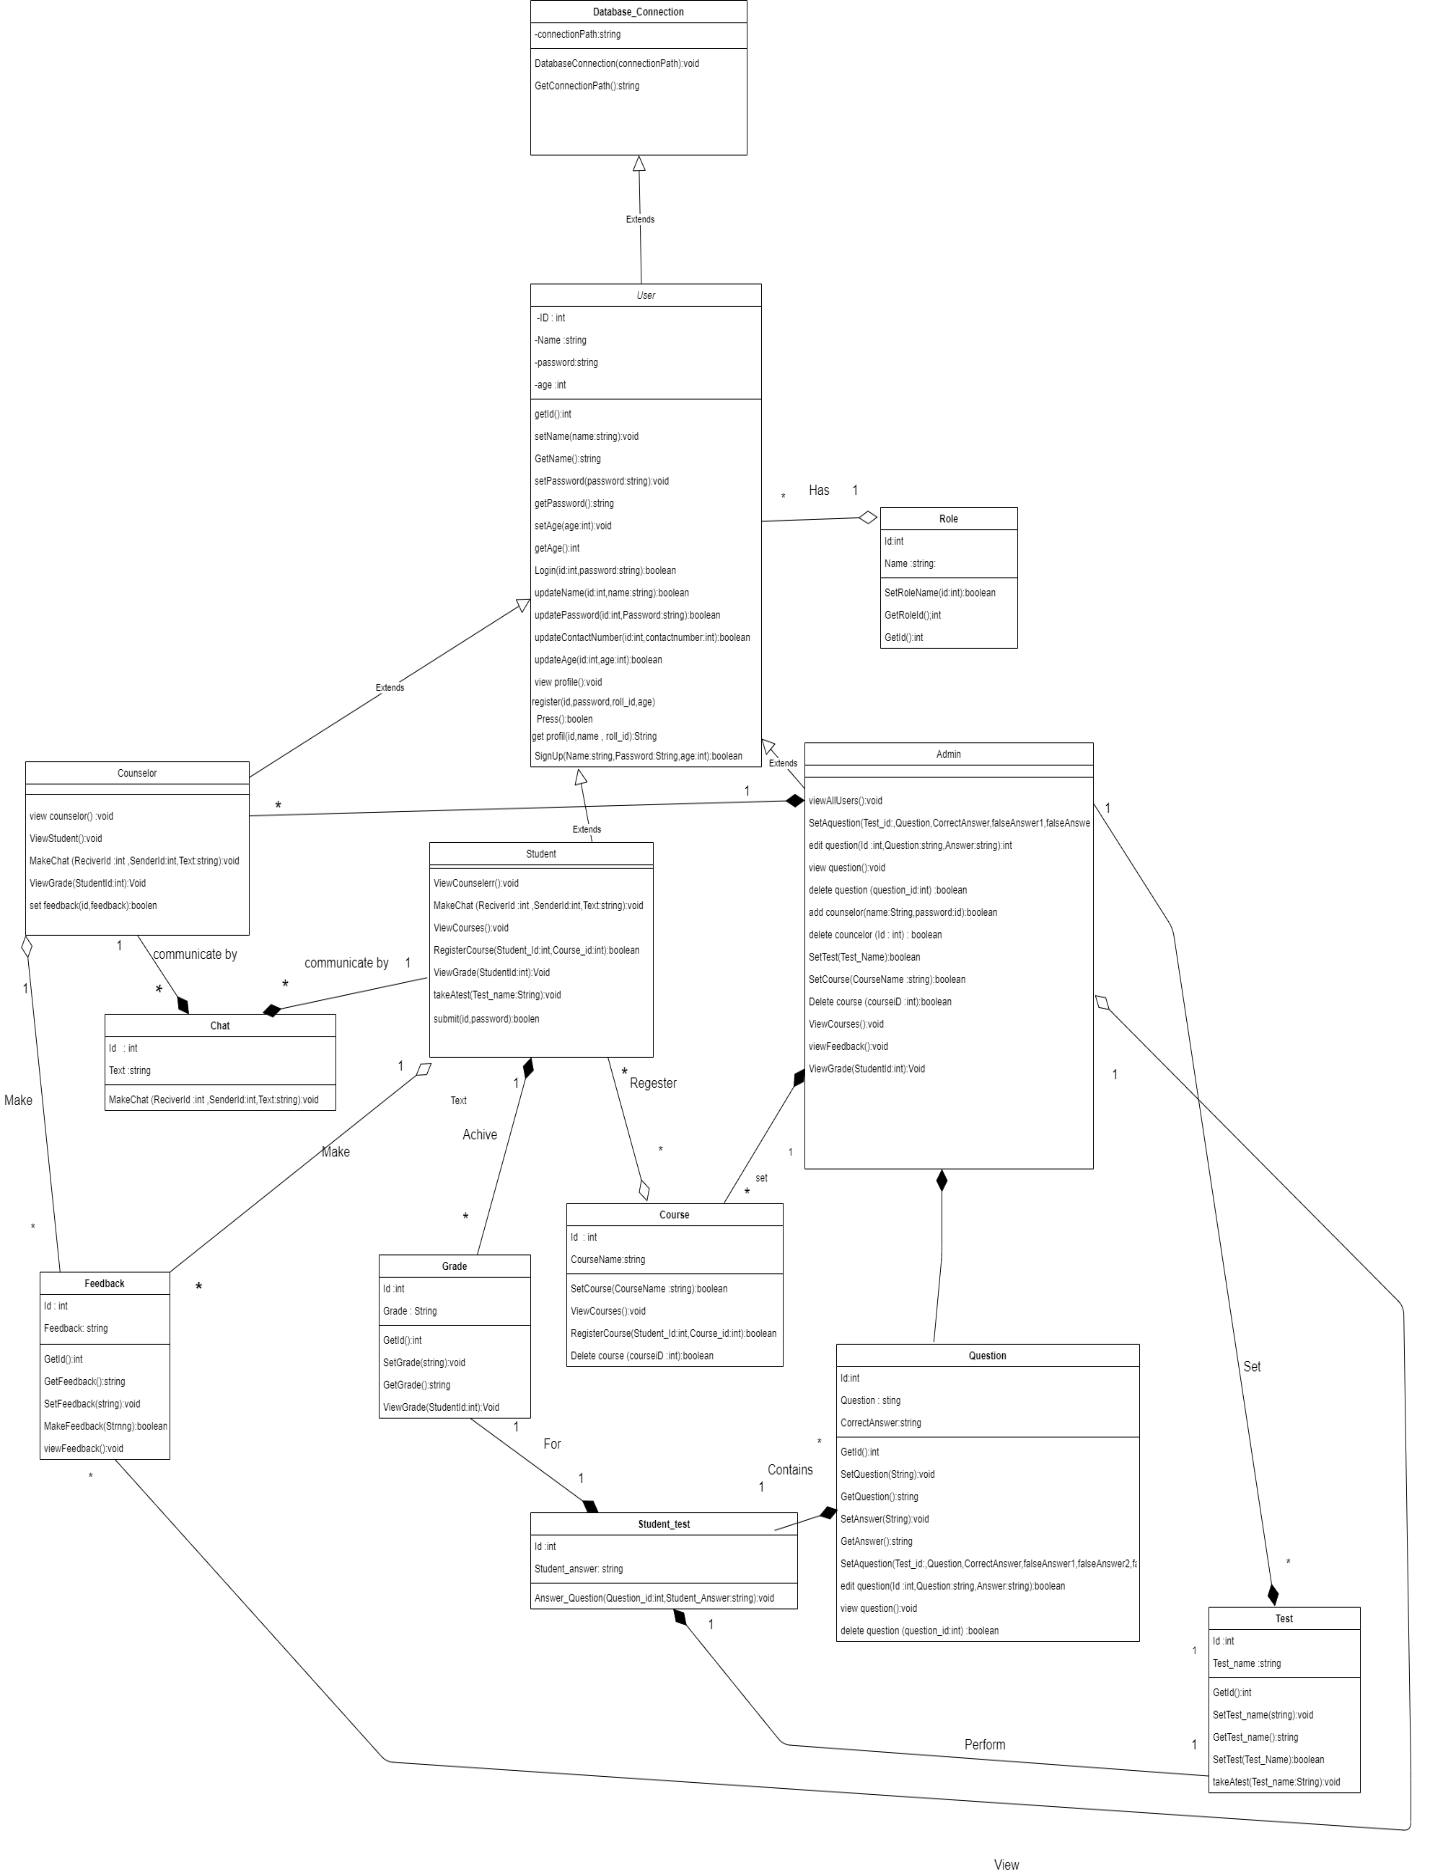 Database_Connection
-connectionPath:string
DatabaseConnection(connectionPath):void
GetConnectionPath():string
Extends
User
-ID : int
-Name :string
-password:string
-age :int
getId():int
setName(name:string):void
GetName():string
setPassword(password:string):void
getPassword():string
setAge(age:int):void
getAge():int
Login(id:int,password:string):boolean
updateName(id:int,name:string):boolean
updatePassword(id:int,Password:string):boolean
updateContactNumber(id:int,contactnumber:int):boolean
updateAge(id:int,age:int):boolean
view profile():void
register(id,password,roll_id,age)
Press():boolen
get profil(id,name , roll_id):String
SignUp(Name:string,Password:String,age:int):boolean
* Has 1
Role
Id:int
Name :string:
SetRoleName(id:int):boolean
GetRoleId();int
GetId():int
Extends
Extends
Extends
Counselor
view counselor() :void
ViewStudent():void
MakeChat (ReciverId :int ,SenderId:int,Text:string):void
ViewGrade(StudentId:int):Void
set feedback(id,feedback):boolen
* 1
Student
ViewCounselerr():void
MakeChat (ReciverId :int ,SenderId:int,Text:string):void
ViewCourses():void
RegisterCourse(Student_Id:int,Course_id:int):boolean
ViewGrade(StudentId:int):Void
takeAtest(Test_name:String):void
submit(id,password):boolen
Admin
viewAllUsers():void
SetAquestion(Test_id:,Question,CorrectAnswer,falseAnswer1,falseAnswe
edit question(Id :int,Question:string,Answer:string):int
view question():void
delete question (question_id:int) :boolean
add counselor(name:String,password:id):boolean
delete councelor (Id : int) : boolean
SetTest(Test_Name):boolean
SetCourse(CourseName :string):boolean
Delete course (courseiD :int):boolean
ViewCourses():void
viewFeedback():void
ViewGrade(StudentId:int):Void
1
1
1
communicate by
*
communicate by
1
*
Chat
Id : int
Text :string
MakeChat (ReciverId :int ,SenderId:int,Text:string):void
1
Make
*
1
Make
*
Text
1
Achive
*
*
Regester
*
1
set
*
Feedback
Id : int
Feedback: string
GetId():int
GetFeedback():string
SetFeedback(string):void
MakeFeedback(Strnng):boolean
viewFeedback():void
*
Grade
Id :int
Grade : String
GetId():int
SetGrade(string):void
GetGrade():string
ViewGrade(StudentId:int):Void
Course
Id : int
CourseName:string
SetCourse(CourseName :string):boolean
ViewCourses():void
RegisterCourse(Student_Id:int,Course_id:int):boolean
Delete course (courseiD :int):boolean
1
For
1
Student_test
Id :int
Student_answer: string
Answer_Question(Question_id:int,Student_Answer:string):void
*
Contains
1
Question
Id:int
Question : sting
CorrectAnswer:string
GetId():int
SetQuestion(String):void
GetQuestion():string
SetAnswer(String):void
GetAnswer():string
SetAquestion(Test_id:,Question,CorrectAnswer,falseAnswer1,falseAnswer2,fa
edit question(Id :int,Question:string,Answer:string):boolean
view question():void
delete question (question_id:int) :boolean
Set
*
Test
Id :int
Test_name :string
GetId():int
SetTest_name(string):void
GetTest_name():string
SetTest(Test_Name):boolean
takeAtest(Test_name:String):void
1
1
Perform
1
View